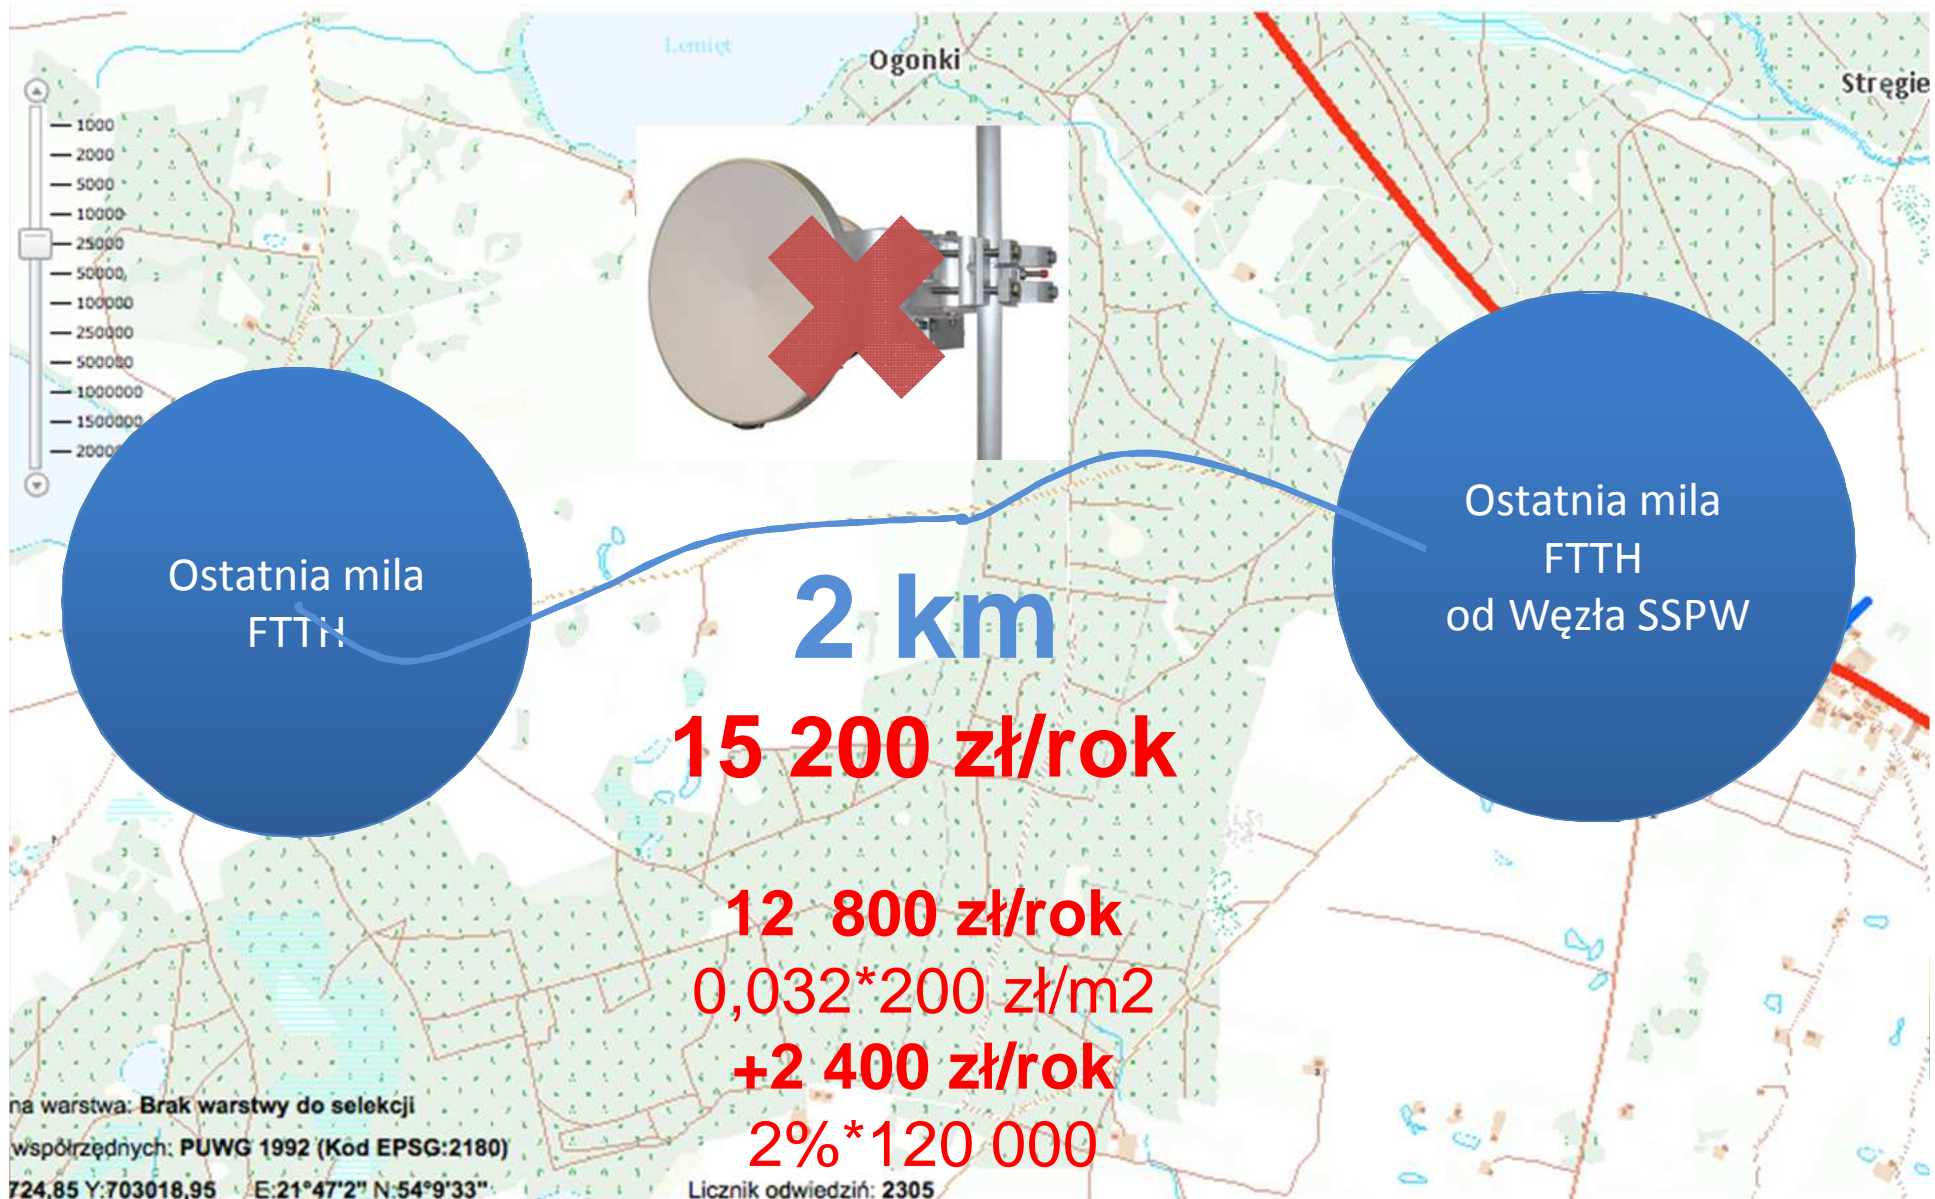 Lemięt
Ogonki
Stręgie
1000
2000
5000
10000
25000
50000
100000
250000
500000
1000000
1500000
2000
Ostatnia mila
FTTH
Ostatnia mila
FTTH
od Węzła SSPW
2 km
15 200 zł/rok
12 800 zł/rok
0,032*200 zł/m2
+2 400 zł/rok
2%*120 000
na warstwa: Brak warstwy do selekcji
współrzędnych: PUWG 1992 (Kod EPSG:2180)
724,85 Y:703018,95 E:21°47'2" N:54°9'33"
Licznik odwiedziń: 2305